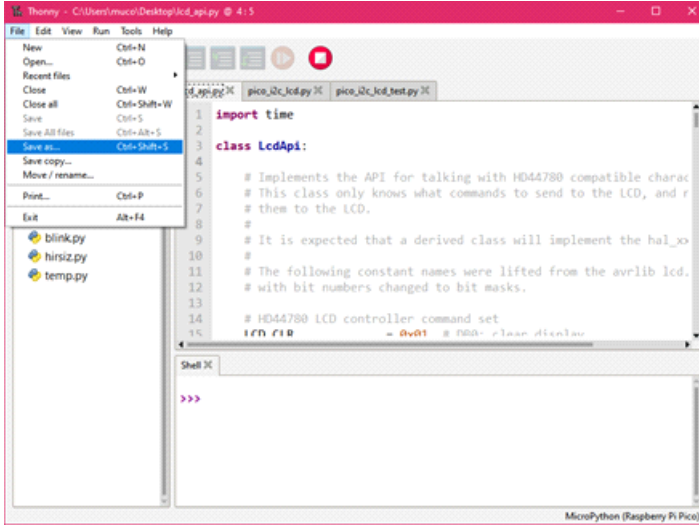 Thonny - C:\Users\muco\Desktop\lcd_api.py @ 4:5
File Edit View Run Tools Help
New Ctrl+N
Open... Ctrl+O
Recent files
Close Ctrl+W
Close all Ctrl+Shift+W
Save Ctrl+S
Save All files Ctrl+Alt+S
Save as... Ctrl+Shift+S
Save copy...
Move / rename...
Print... Ctrl+P
Exit Alt+F4
blink.py
hirsiz.py
temp.py
cd_api.py pico_i2c_lcd.py pico_i2c_lcd_test.py
1 import time
2
3 class LcdApi:
4
5 # Implements the API for talking with HD44780 compatible charac
6 # This class only knows what commands to send to the LCD, and r
7 # them to the LCD.
8 #
9 # It is expected that a derived class will implement the hal_x
10 #
11 # The following constant names were lifted from the avrlib lcd.
12 # with bit numbers changed to bit masks.
13
14 # HD44780 LCD controller command set
15 LCD_CLR = 0x01 # DB0: clear display
Shell
>>>
MicroPython (Raspberry Pi Pico)